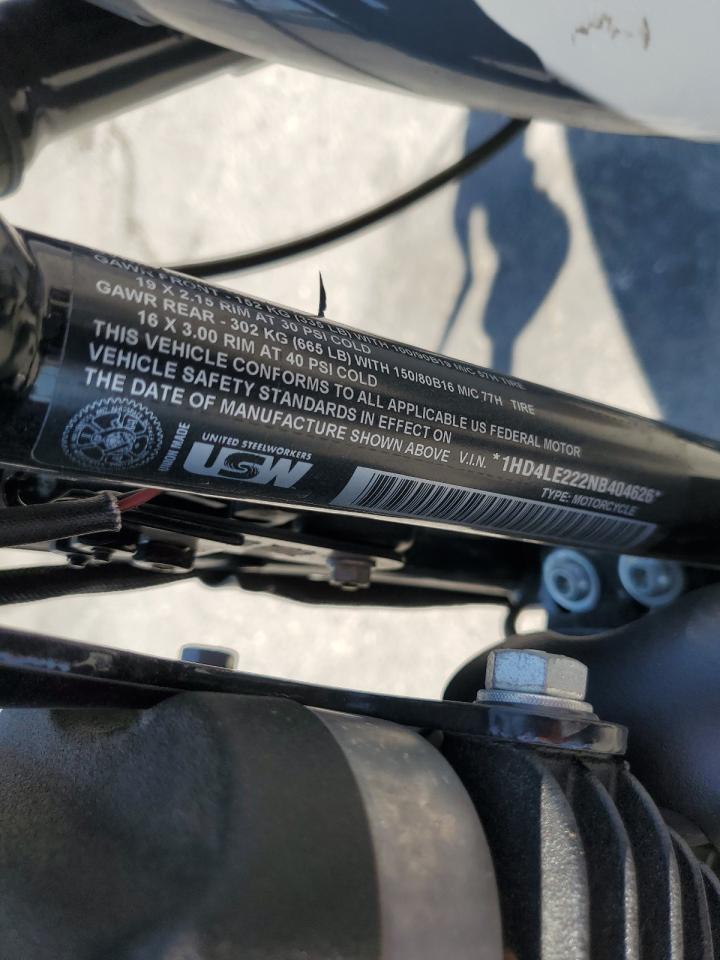 GAWR FRONT - 152 KG (335 LB) WITH 100/90B19 M/C 57H TIRE
19 X 2.15 RIM AT 30 PSI COLD
GAWR REAR - 302 KG (665 LB) WITH 150/80B16 M/C 77H TIRE
16 X 3.00 RIM AT 40 PSI COLD
THIS VEHICLE CONFORMS TO ALL APPLICABLE US FEDERAL MOTOR
VEHICLE SAFETY STANDARDS IN EFFECT ON
THE DATE OF MANUFACTURE SHOWN ABOVE V.I.N. *1HD4LE222NB404626*
TYPE: MOTORCYCLE
UNION MADE
UNITED STEELWORKERS
USW